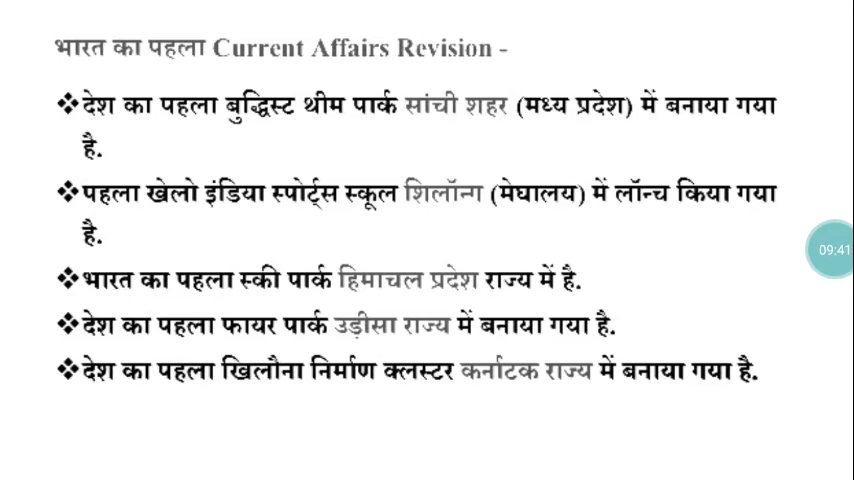 भारत का पहला Current Affairs Revision -
❖देश का पहला बुद्धिस्ट थीम पार्क सांची शहर (मध्य प्रदेश) में बनाया गया
है.
❖पहला खेलो इंडिया स्पोर्ट्स स्कूल शिलॉन्ग (मेघालय) में लॉन्च किया गया
है.
09:41
❖भारत का पहला स्की पार्क हिमाचल प्रदेश राज्य में है.
❖देश का पहला फायर पार्क उड़ीसा राज्य में बनाया गया है.
❖देश का पहला खिलौना निर्माण क्लस्टर कर्नाटक राज्य में बनाया गया है.